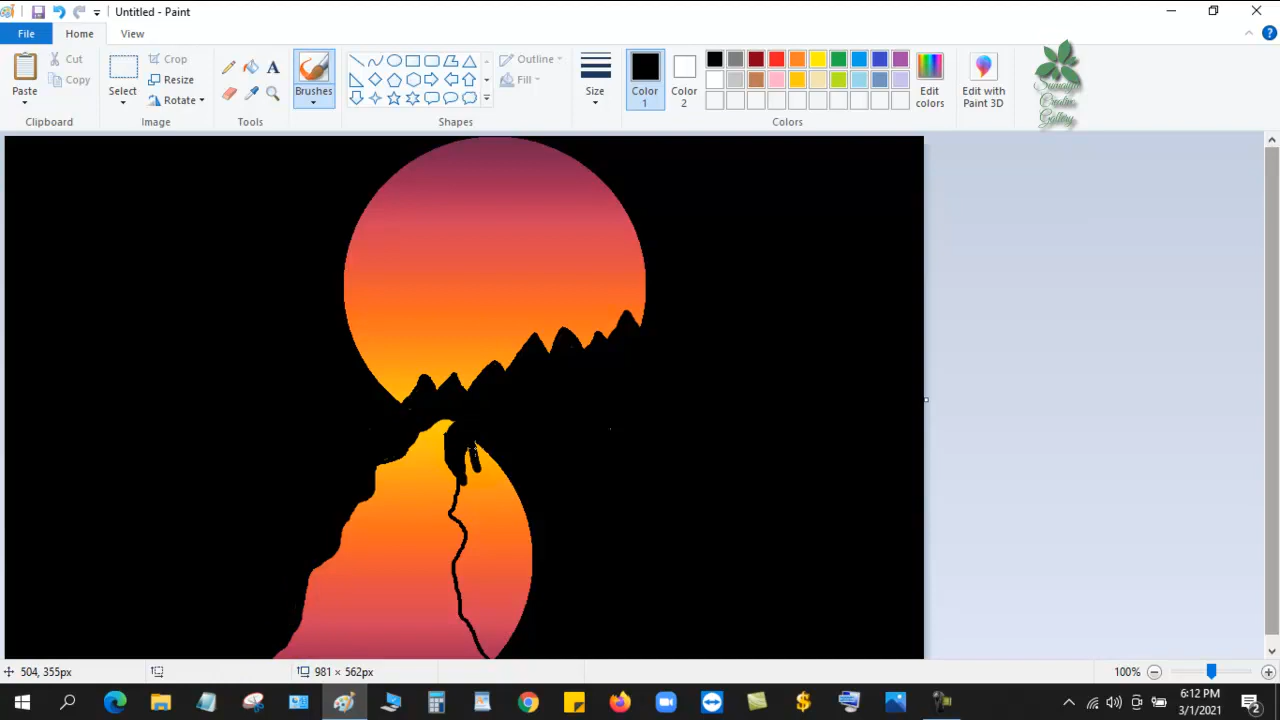 Untitled - Paint
File
Home
View
Paste
Cut
Copy
Clipboard
Select
Crop
Resize
Rotate
Image
A
Tools
Brushes
Shapes
Outline
Fill
Size
Color
1
Color
2
Colors
Edit
colors
Edit with
Paint 3D
Creative
Gallery
504, 355px
981 × 562px
100%
6:12 PM
3/1/2021
2